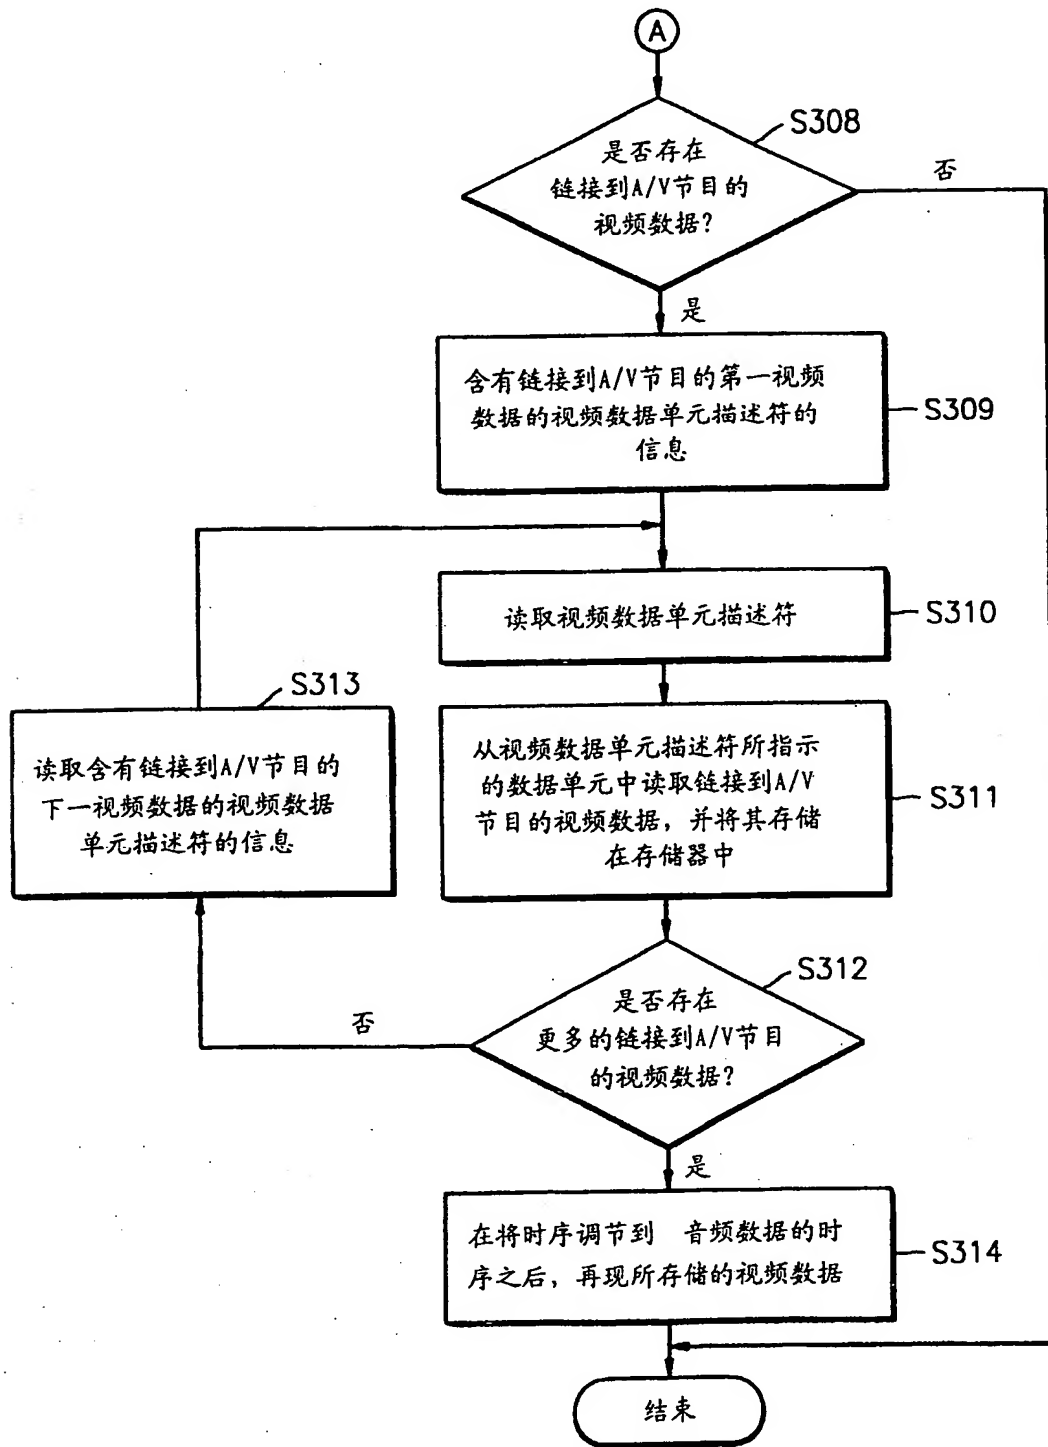 A
S308
是否存在
链接到A/V节目的
视频数据?
否
是
含有链接到A/V节目的第一视频
数据的视频数据单元描述符的
信息
S309
读取视频数据单元描述符
S310
S313
读取含有链接到A/V节目的
下一视频数据的视频数据
单元描述符的信息
从视频数据单元描述符所指示
的数据单元中读取链接到A/V
节目的视频数据，并将其存储
在存储器中
S311
S312
是否存在
更多的链接到A/V节目
的视频数据?
否
是
在将时序调节到 音频数据的时
序之后，再现所存储的视频数据
S314
结束